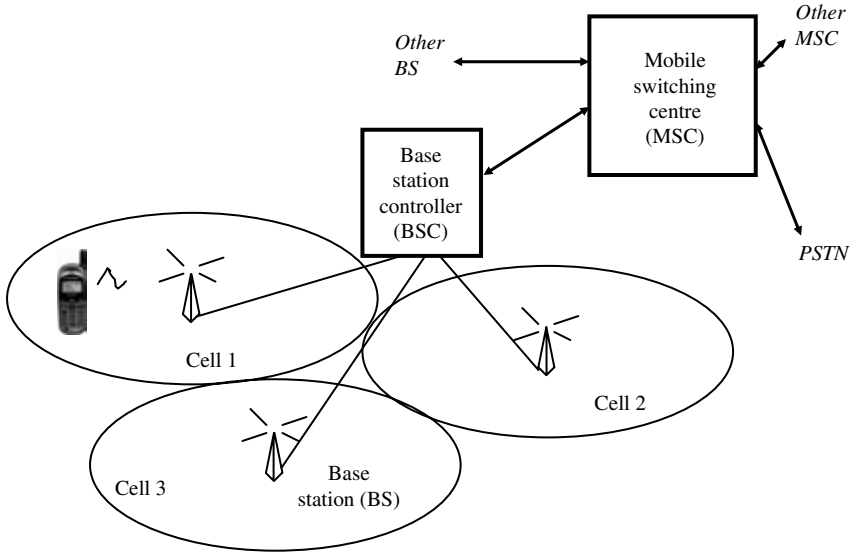 Other
MSC
Other
BS
Mobile
switching
centre
(MSC)
Base
station
controller
(BSC)
PSTN
Cell 1
Cell 2
Cell 3
Base
station (BS)